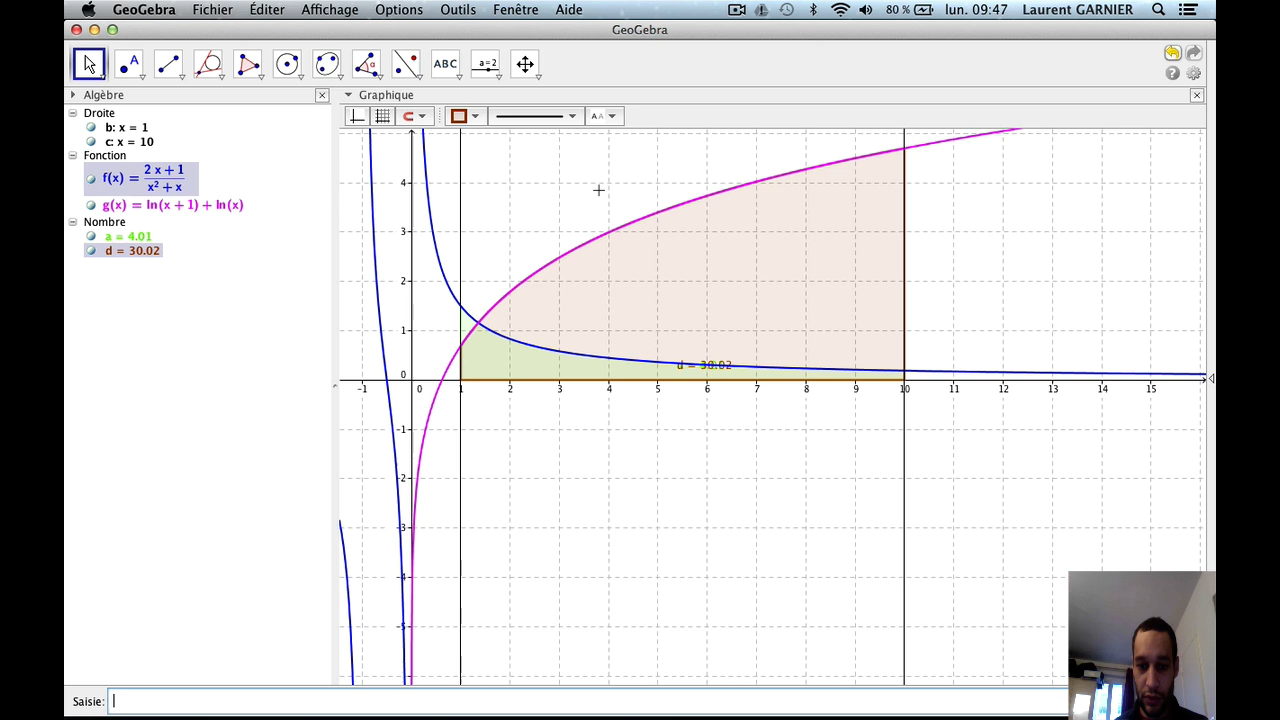 GeoGebra Fichier Éditer Affichage Options Outils Fenêtre Aide 80 % lun. 09:47 Laurent GARNIER
GeoGebra
A ABC a=2
Algèbre Graphique
Droite
b: x = 1
c: x = 10
Fonction
f(x) = (2 x + 1)/(x² + x)
g(x) = ln(x + 1) + ln(x)
Nombre
a = 4.01
d = 30.02
A A
4
3
2
1
0
d = 30.02
-1 0 2 3 4 5 6 7 8 9 10 11 12 13 14 15
-1
-2
-3
-4
-5
Saisie: